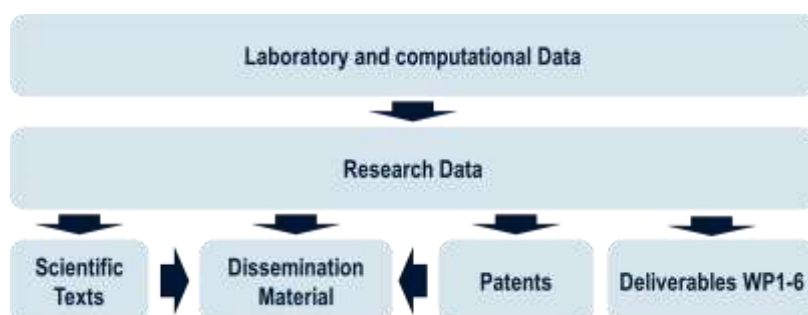 Laboratory and computational Data
Research Data
Scientific
Texts
Dissemination
Material
Patents
Deliverables WP1-6